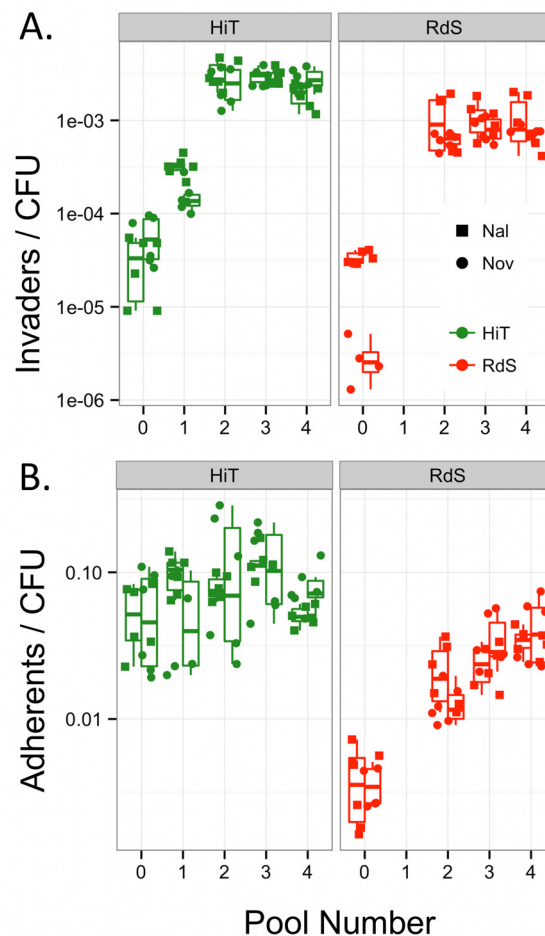 A.
HiT RdS
Invaders / CFU
1e-03
1e-04
1e-05
1e-06
Nal
Nov
HiT
RdS
0 1 2 3 4 0 1 2 3 4
B.
HiT RdS
Adherents / CFU
0.10
0.01
0 1 2 3 4 0 1 2 3 4
Pool Number